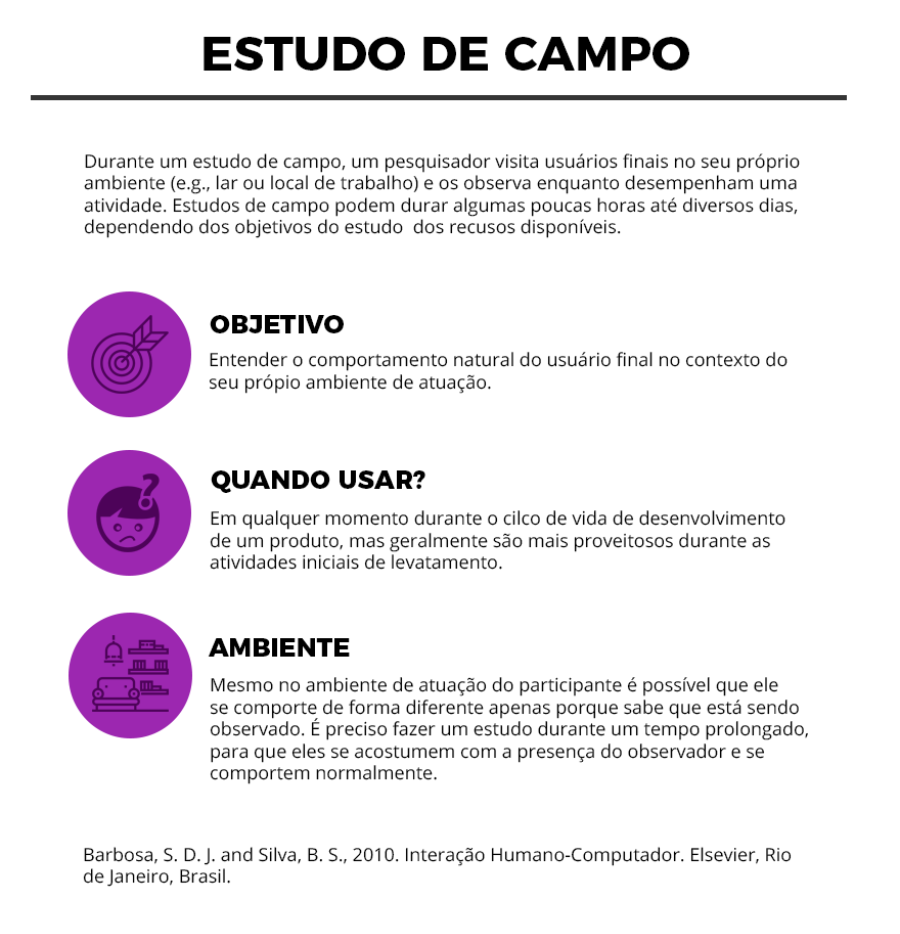 ESTUDO DE CAMPO
Durante um estudo de campo, um pesquisador visita usuários finais no seu próprio
ambiente (e.g., lar ou local de trabalho) e os observa enquanto desempenham uma
atividade. Estudos de campo podem durar algumas poucas horas até diversos dias,
dependendo dos objetivos do estudo  dos recusos disponíveis.
OBJETIVO
Entender o comportamento natural do usuário final no contexto do
seu própio ambiente de atuação.
QUANDO USAR?
Em qualquer momento durante o cilco de vida de desenvolvimento
de um produto, mas geralmente são mais proveitosos durante as
atividades iniciais de levatamento.
AMBIENTE
Mesmo no ambiente de atuação do participante é possível que ele
se comporte de forma diferente apenas porque sabe que está sendo
observado. É preciso fazer um estudo durante um tempo prolongado,
para que eles se acostumem com a presença do observador e se
comportem normalmente.
Barbosa, S. D. J. and Silva, B. S., 2010. Interação Humano-Computador. Elsevier, Rio
de Janeiro, Brasil.